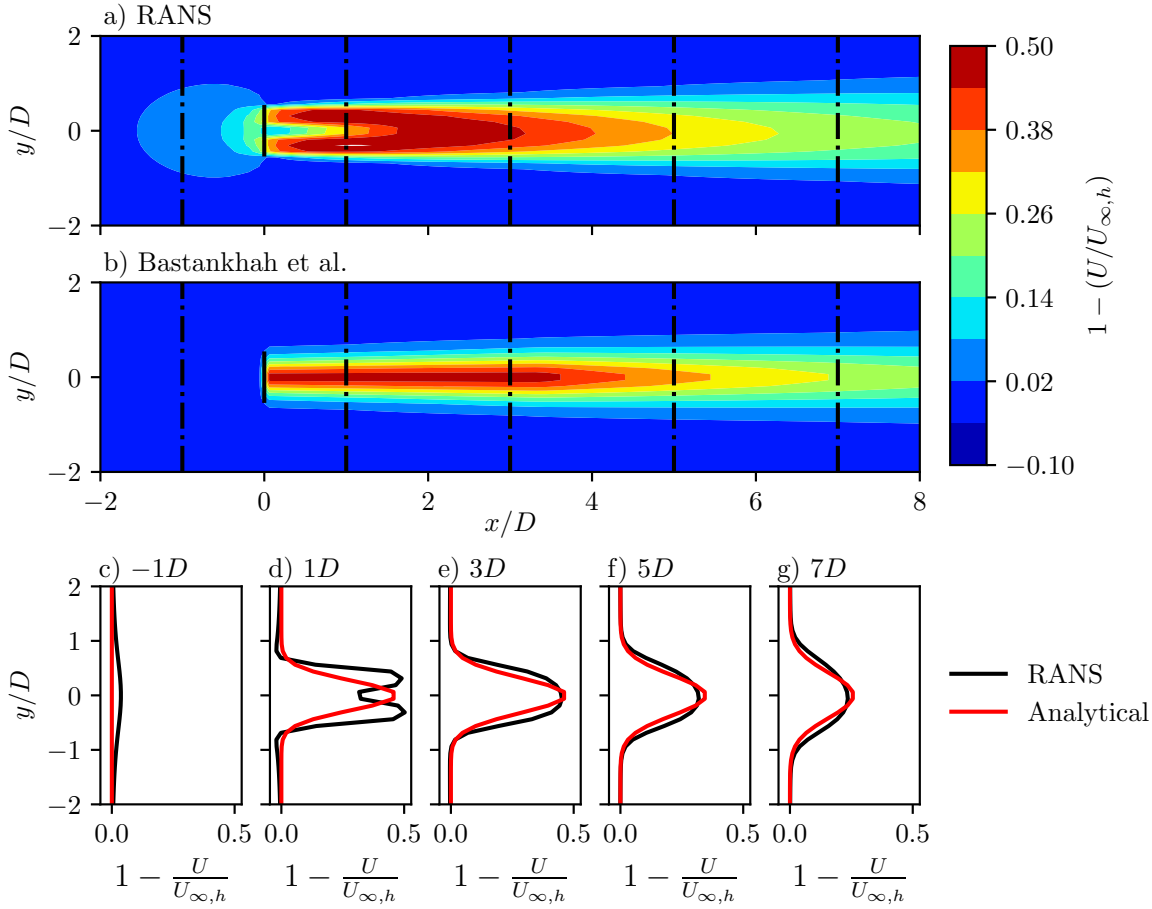 a) RANS
2
0
−2
y/D
b) Bastankhah et al.
2
0
−2
y/D
−2 0 2 4 6 8
x/D
0.50
0.38
0.26
0.14
0.02
−0.10
1 − (U/U∞,h)
c) −1D d) 1D e) 3D f) 5D g) 7D
2
1
0
−1
−2
y/D
0.0 0.5 0.0 0.5 0.0 0.5 0.0 0.5 0.0 0.5
1 − U/U∞,h 1 − U/U∞,h 1 − U/U∞,h 1 − U/U∞,h 1 − U/U∞,h
RANS
Analytical